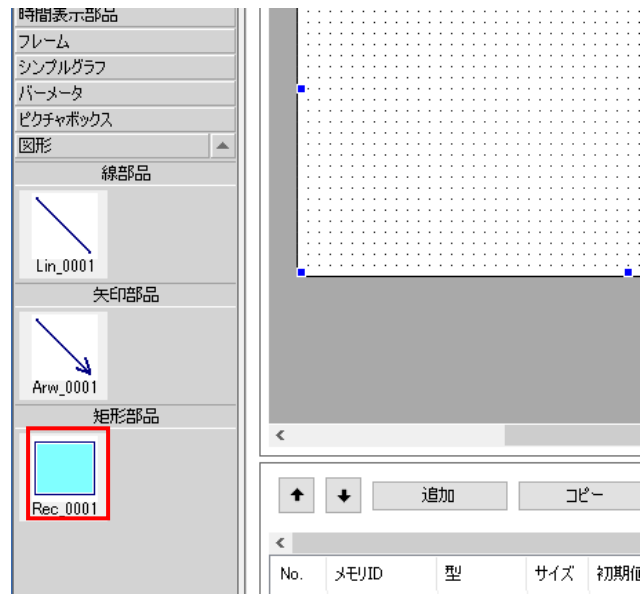 時間表示部品
フレーム
シンプルグラフ
バーメータ
ピクチャボックス
図形
線部品
Lin_0001
矢印部品
Arw_0001
矩形部品
Rec_0001
追加
コピー
No.
メモリID
型
サイズ
初期値